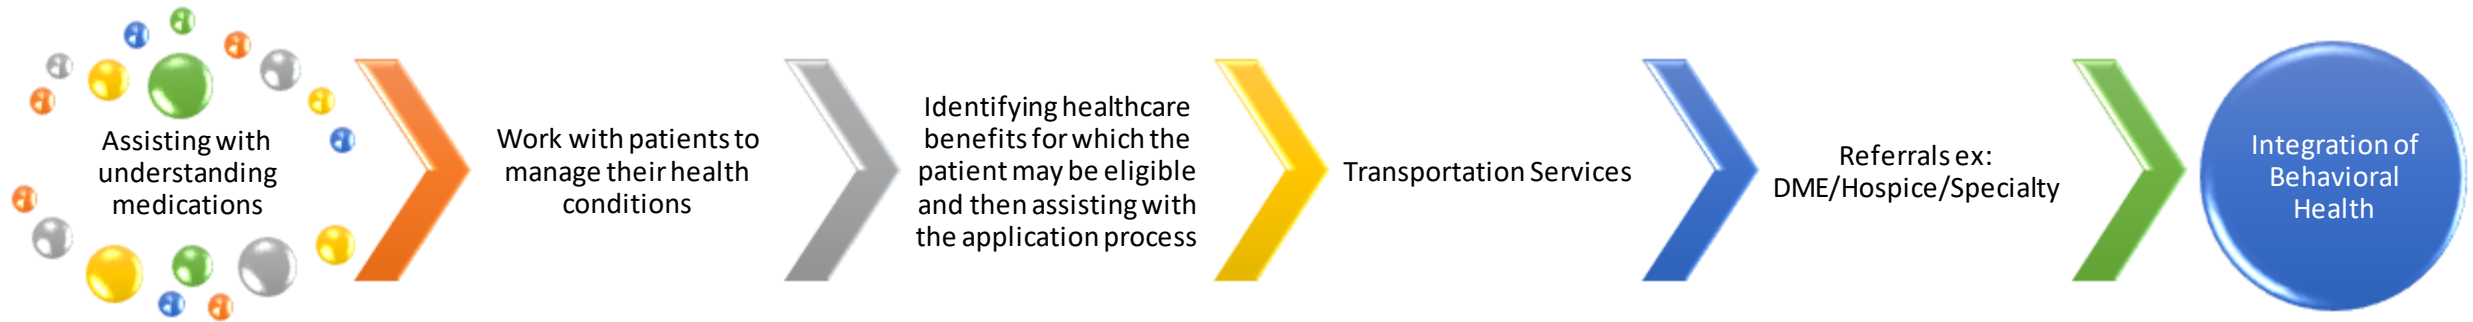 Assisting with
understanding
medications
Work with patients to
manage their health
conditions
Identifying healthcare
benefits for which the
patient may be eligible
and then assisting with
the application process
Transportation Services
Referrals ex:
DME/Hospice/Specialty
Integration of
Behavioral
Health